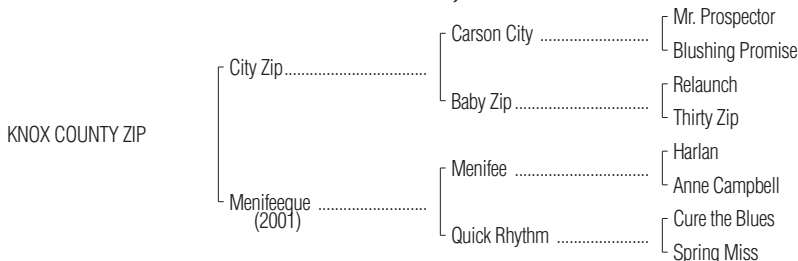 Mr. Prospector
Carson City
Blushing Promise
City Zip
Relaunch
Baby Zip
Thirty Zip
KNOX COUNTY ZIP
Harlan
Menifee
Anne Campbell
Menifeeque
(2001)
Cure the Blues
Quick Rhythm
Spring Miss